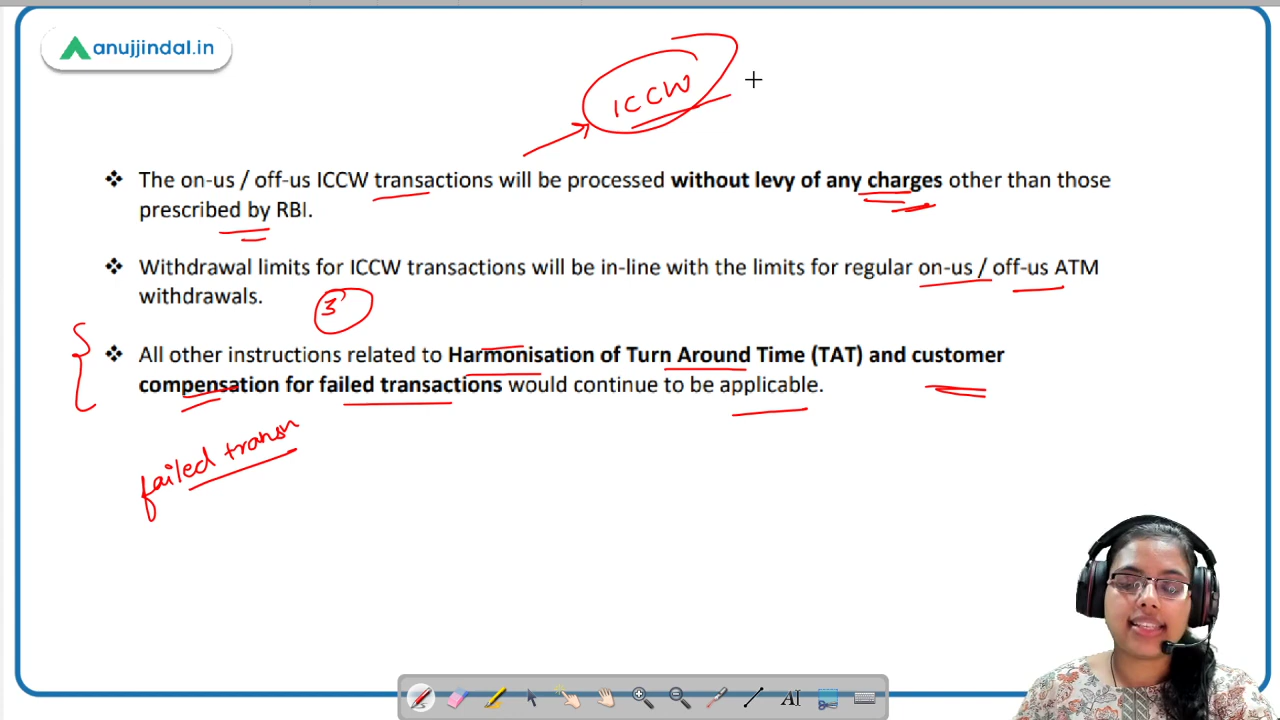 anujjindal.in
ICCW
❖ The on-us / off-us ICCW transactions will be processed without levy of any charges other than those
prescribed by RBI.
❖ Withdrawal limits for ICCW transactions will be in-line with the limits for regular on-us / off-us ATM
withdrawals.
3
❖ All other instructions related to Harmonisation of Turn Around Time (TAT) and customer
compensation for failed transactions would continue to be applicable.
failed transn
AI